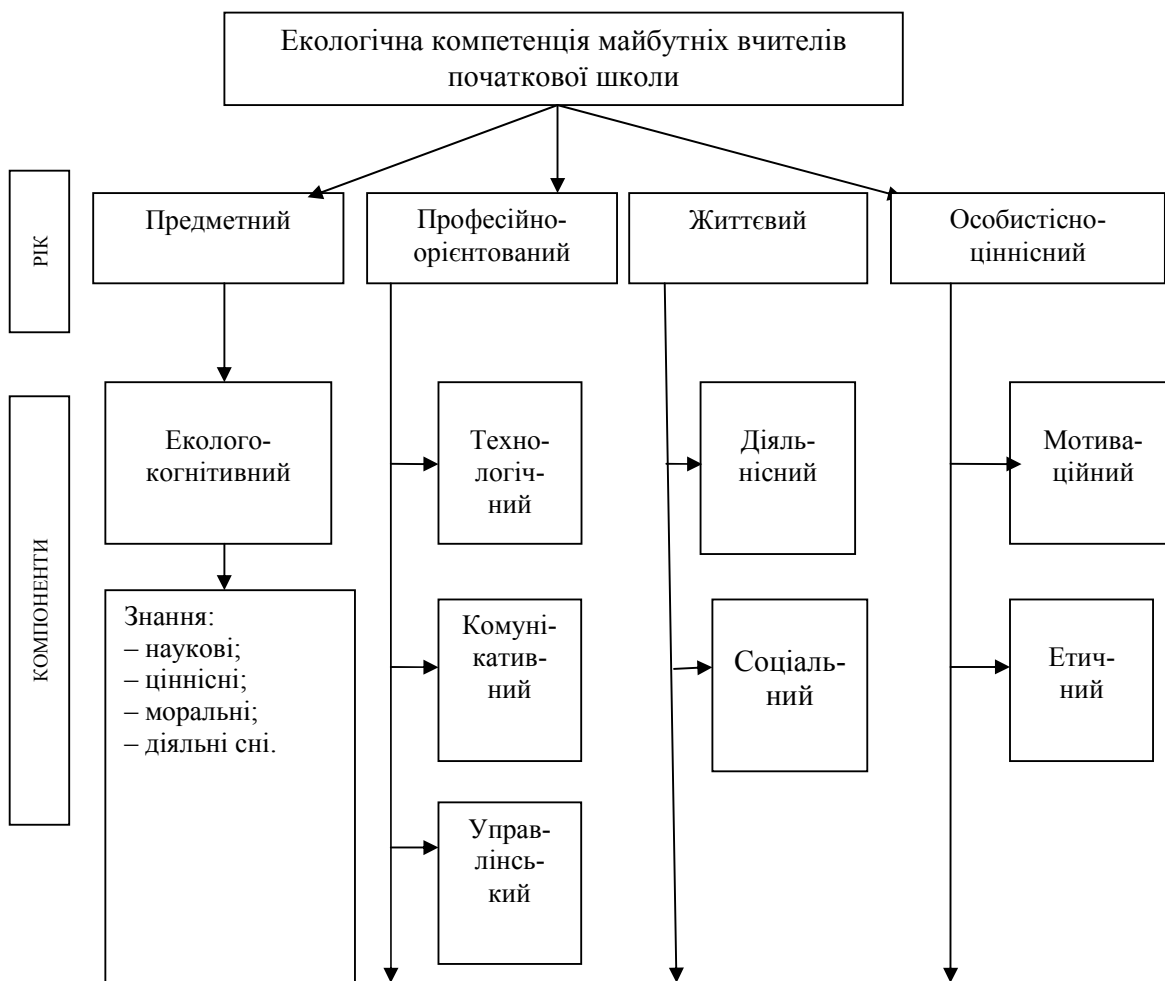 Екологічна компетенція майбутніх вчителів
початкової школи
РІК
Предметний
Професійно-
орієнтований
Життєвий
Особистісно-
ціннісний
КОМПОНЕНТИ
Еколого-
когнітивний
Техно-
логіч-
ний
Діяль-
нісний
Мотива-
ційний
Знання:
– наукові;
– ціннісні;
– моральні;
– діяльні сні.
Комуні-
катив-
ний
Соціаль-
ний
Етич-
ний
Управ-
лінсь-
кий